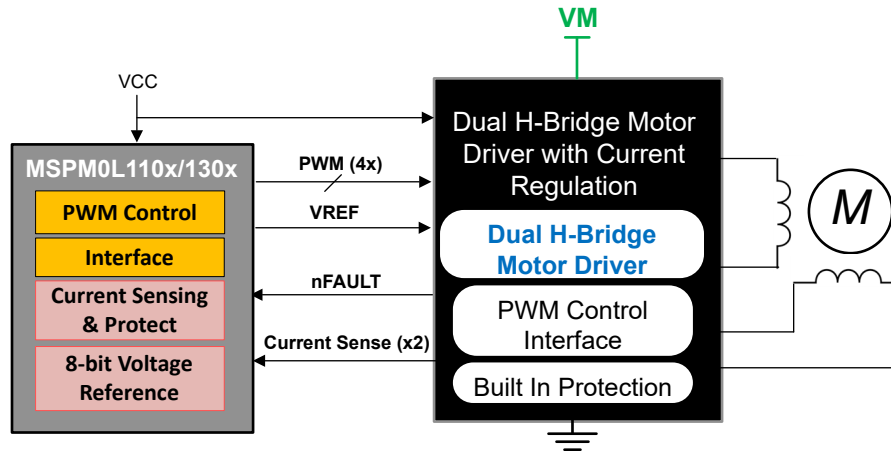 VM
VCC
MSPM0L110x/130x
PWM Control
Interface
Current Sensing
& Protect
8-bit Voltage
Reference
PWM (4x)
VREF
nFAULT
Current Sense (x2)
Dual H-Bridge Motor
Driver with Current
Regulation
Dual H-Bridge
Motor Driver
PWM Control
Interface
Built In Protection
M